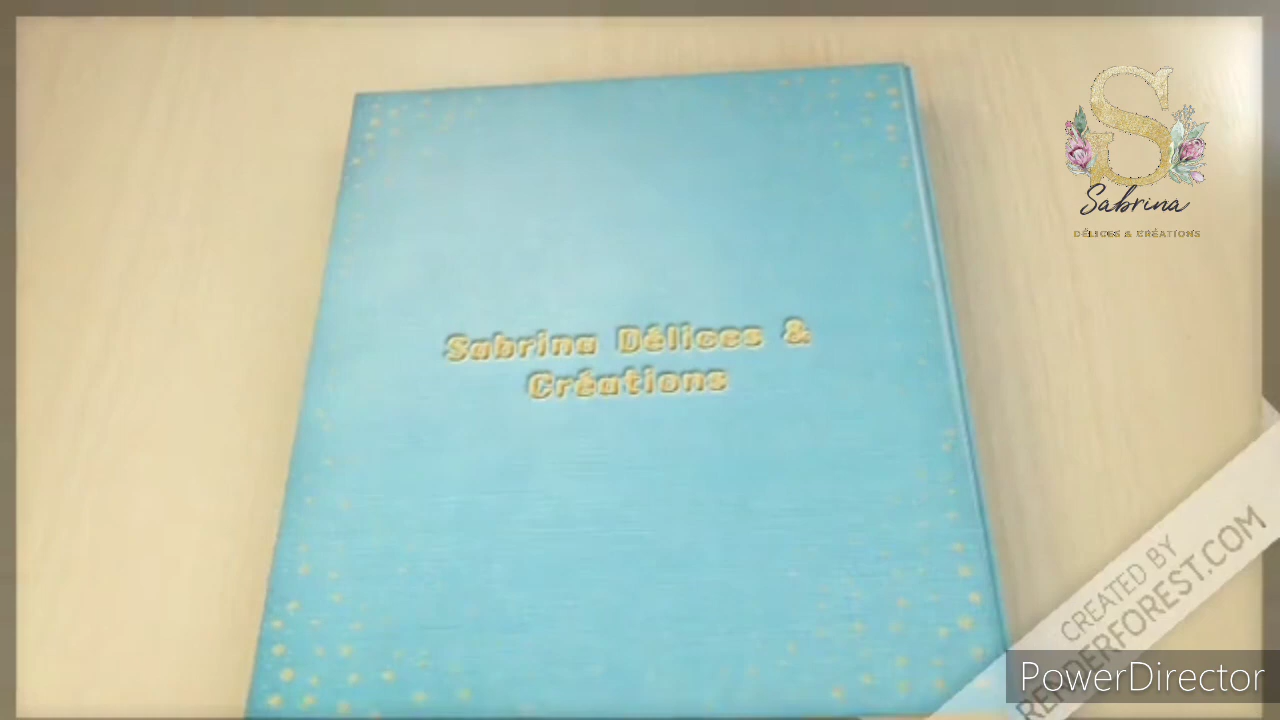 S
Sabrina
DÉLICES & CRÉATIONS
Sabrina Délices &
Créations
CREATED BY
RENDERFOREST.COM
PowerDirector